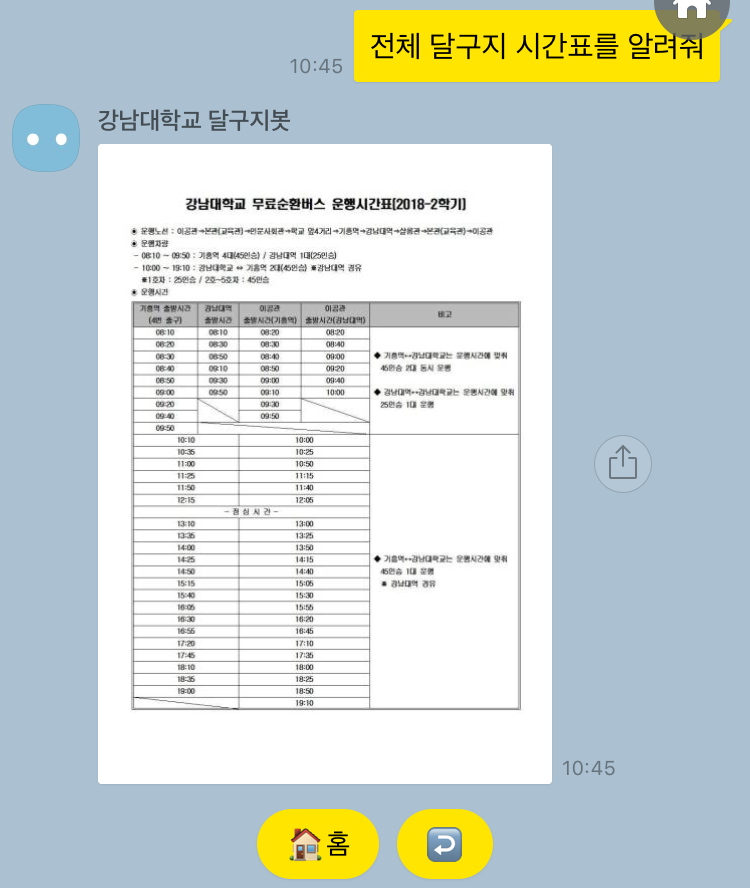 전체 달구지 시간표를 알려줘
10:45
강남대학교 달구지봇
강남대학교 무료순환버스 운행시간표(2018-2학기)
◉ 운행노선 : 이공관→본관(교육관)→인문사회관→학교 앞4거리→기흥역→강남대역→샬롬관→본관(교육관)→이공관
◉ 운행차량
- 08:10 ~ 09:50 : 기흥역 4대(45인승) / 강남대역 1대(25인승)
- 10:00 ~ 19:10 : 강남대학교 ↔ 기흥역 2대(45인승) ※강남대역 경유
※1호차 : 25인승 / 2호~5호차 : 45인승
◉ 운행시간
기흥역 출발시간 (4번 출구) 강남대역 출발시간 이공관 출발시간(기흥역) 이공관 출발시간(강남대역) 비고
08:10 08:10 08:20 08:20
08:20 08:30 08:30 08:40
08:30 08:50 08:40 09:00
08:40 09:10 08:50 09:20
08:50 09:30 09:00 09:40
09:00 09:50 09:10 10:00
09:20 09:30
09:40 09:50
09:50
◆ 기흥역↔강남대학교는 운행시간에 맞춰
45인승 2대 동시 운행
◆ 강남대역↔강남대학교는 운행시간에 맞춰
25인승 1대 운행
10:10 10:00
10:35 10:25
11:00 10:50
11:25 11:15
11:50 11:40
12:15 12:05
- 점 심 시 간 -
13:10 13:00
13:35 13:25
14:00 13:50
14:25 14:15
14:50 14:40
15:15 15:05
15:40 15:30
16:05 15:55
16:30 16:20
16:55 16:45
17:20 17:10
17:45 17:35
18:10 18:00
18:35 18:25
19:00 18:50
19:10
◆ 기흥역↔강남대학교는 운행시간에 맞춰
45인승 1대 운행
※ 강남대역 경유
10:45
홈